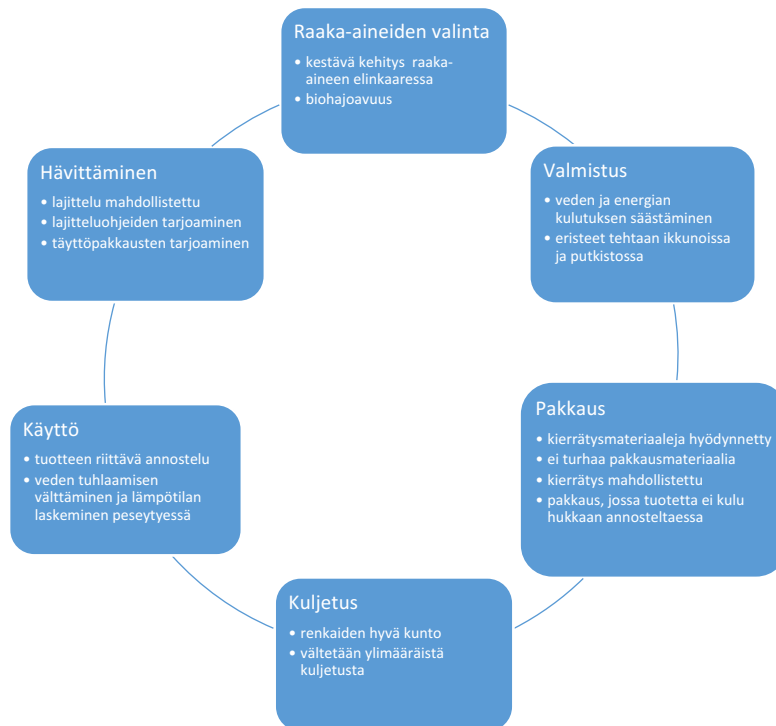 Raaka-aineiden valinta
• kestävä kehitys raaka-
aineen elinkaaressa
• biohajoavuus
Valmistus
• veden ja energian
kulutuksen säästäminen
• eristeet tehtaan ikkunoissa
ja putkistossa
Pakkaus
• kierrätysmateriaaleja hyödynnetty
• ei turhaa pakkausmateriaalia
• kierrätys mahdollistettu
• pakkaus, jossa tuotetta ei kulu
hukkaan annosteltaessa
Kuljetus
• renkaiden hyvä kunto
• vältetään ylimääräistä
kuljetusta
Käyttö
• tuotteen riittävä annostelu
• veden tuhlaamisen
välttäminen ja lämpötilan
laskeminen peseytyessä
Hävittäminen
• lajittelu mahdollistettu
• lajitteluohjeiden tarjoaminen
• täyttöpakkausten tarjoaminen